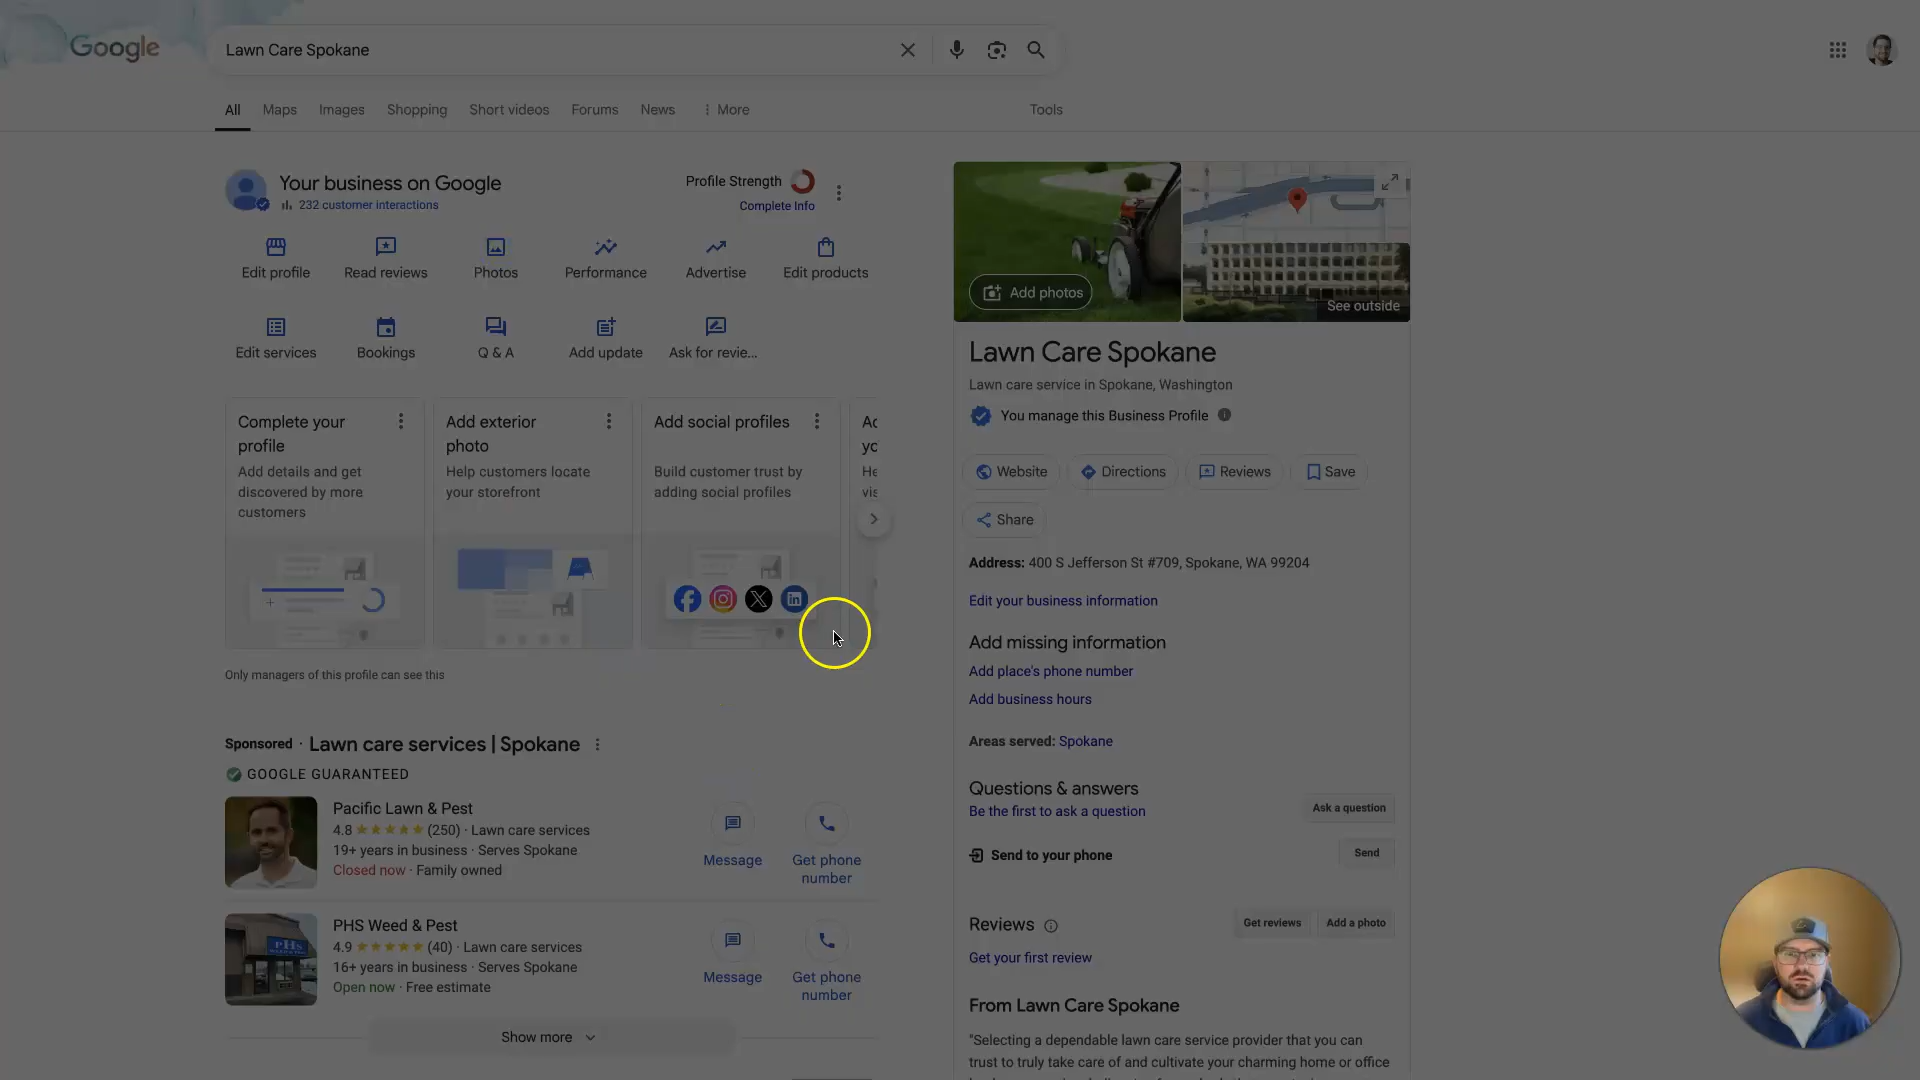 Google
Lawn Care Spokane
All
Maps
Images
Shopping
Short videos
Forums
News
More
Tools
Your business on Google
232 customer interactions
Profile Strength
Complete Info
Edit profile
Read reviews
Photos
Performance
Advertise
Edit products
Edit services
Bookings
Q & A
Add update
Ask for revie...
Complete your
profile
Add details and get
discovered by more
customers
Add exterior
photo
Help customers locate
your storefront
Add social profiles
Build customer trust by
adding social profiles
Only managers of this profile can see this
Sponsored · Lawn care services | Spokane
GOOGLE GUARANTEED
Pacific Lawn & Pest
4.8 ★★★★★ (250) · Lawn care services
19+ years in business · Serves Spokane
Closed now · Family owned
Message
Get phone
number
PHS Weed & Pest
4.9 ★★★★★ (40) · Lawn care services
16+ years in business · Serves Spokane
Open now · Free estimate
Message
Get phone
number
Show more
Add photos
See outside
Lawn Care Spokane
Lawn care service in Spokane, Washington
You manage this Business Profile
Website
Directions
Reviews
Save
Share
Address: 400 S Jefferson St #709, Spokane, WA 99204
Edit your business information
Add missing information
Add place's phone number
Add business hours
Areas served: Spokane
Questions & answers
Be the first to ask a question
Ask a question
Send to your phone
Send
Reviews
Get reviews
Add a photo
Get your first review
From Lawn Care Spokane
"Selecting a dependable lawn care service provider that you can
trust to truly take care of and cultivate your charming home or office